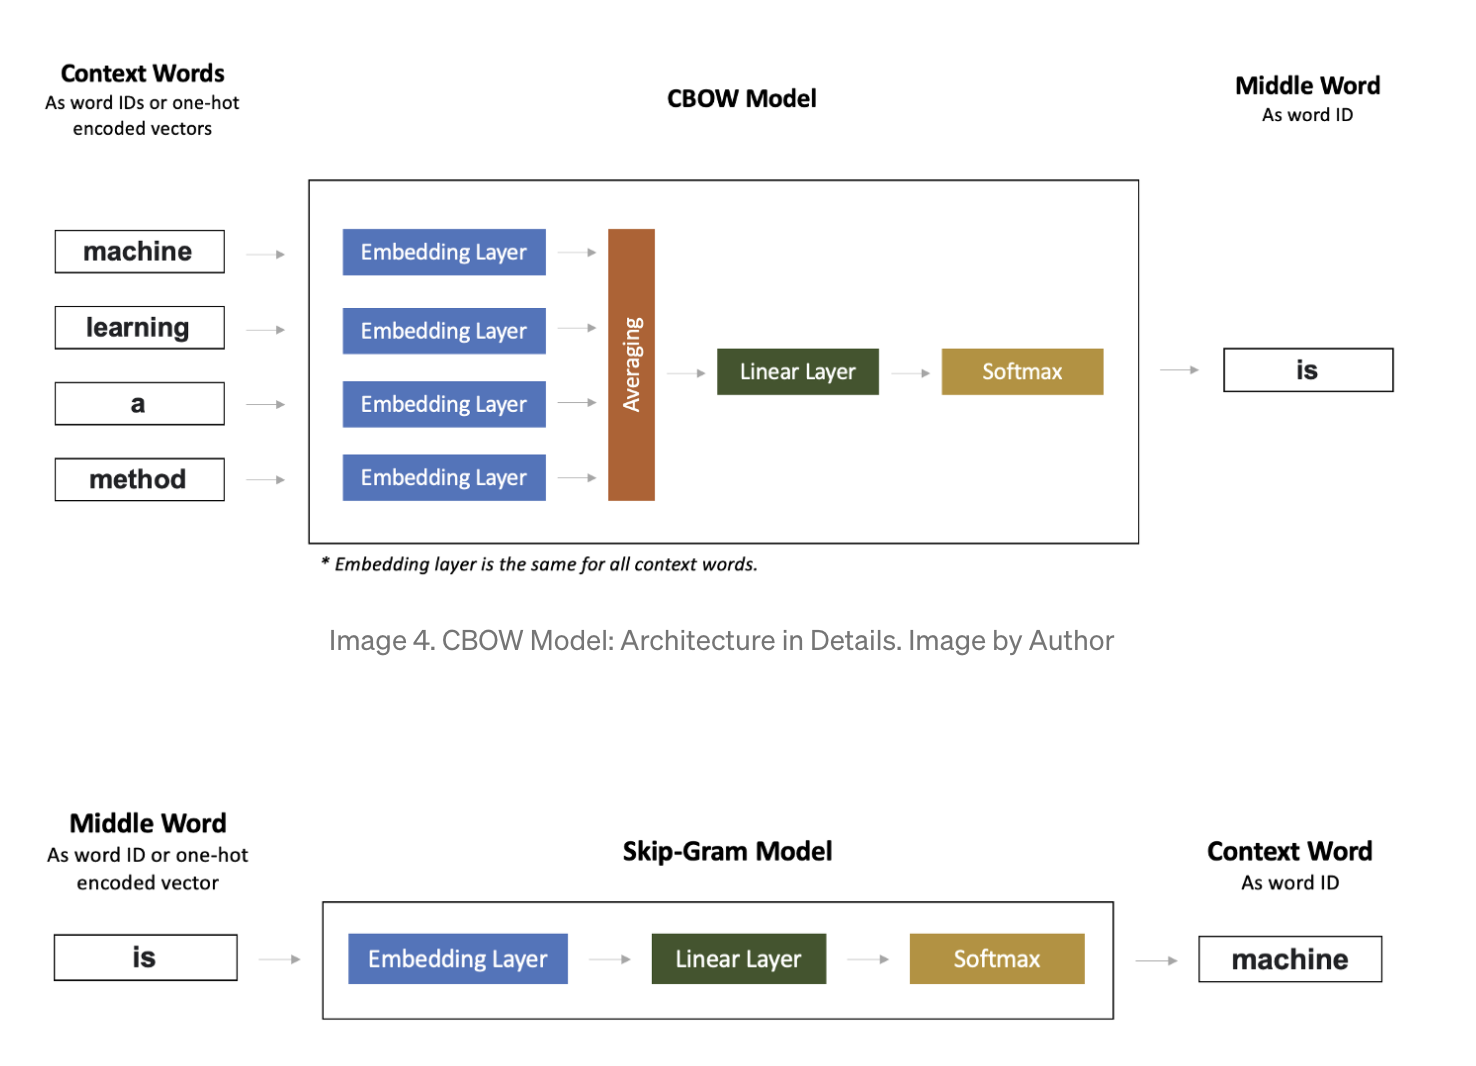 Context Words
As word IDs or one-hot
encoded vectors
CBOW Model
Middle Word
As word ID
machine
learning
a
method
Embedding Layer
Embedding Layer
Embedding Layer
Embedding Layer
Averaging
Linear Layer
Softmax
is
* Embedding layer is the same for all context words.
Image 4. CBOW Model: Architecture in Details. Image by Author
Middle Word
As word ID or one-hot
encoded vector
Skip-Gram Model
Context Word
As word ID
is
Embedding Layer
Linear Layer
Softmax
machine